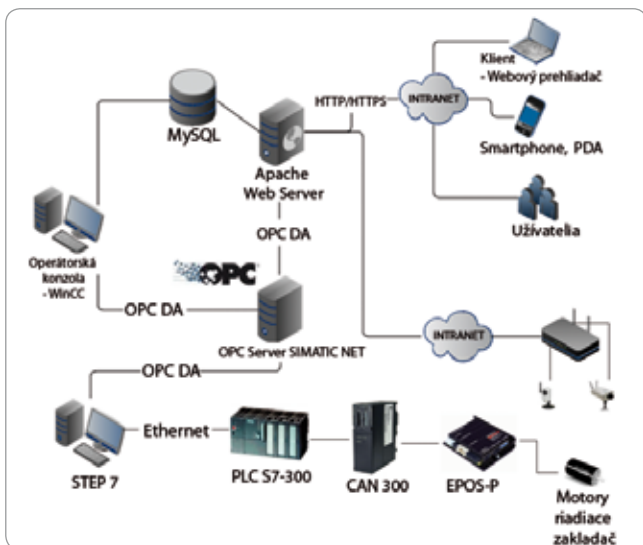 Klient
- Webový prehliadač
HTTP/HTTPS
INTRANET
MySQL
Smartphone, PDA
Apache
Web Server
Užívatelia
OPC DA
OPC
Operátorská
konzola
- WinCC
OPC DA
INTRANET
OPC Server SIMATIC NET
OPC DA
Ethernet
STEP 7
PLC S7-300
CAN 300
EPOS-P
Motory
riadiace
zakladač